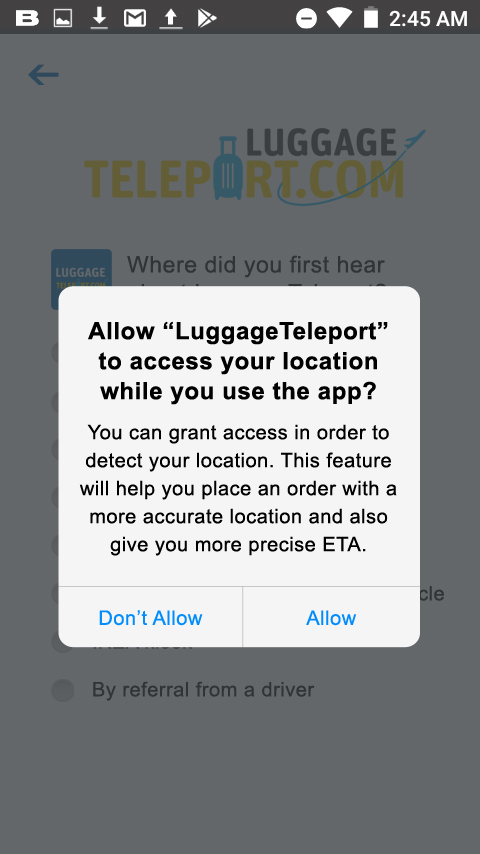 2:45 AM
LUGGAGE
TELEPORT.COM
LUGGAGE
Where did you first hear
Allow “LuggageTeleport”
to access your location
while you use the app?
You can grant access in order to
detect your location. This feature
will help you place an order with a
more accurate location and also
give you more precise ETA.
cle
Don’t Allow
Allow
By referral from a driver